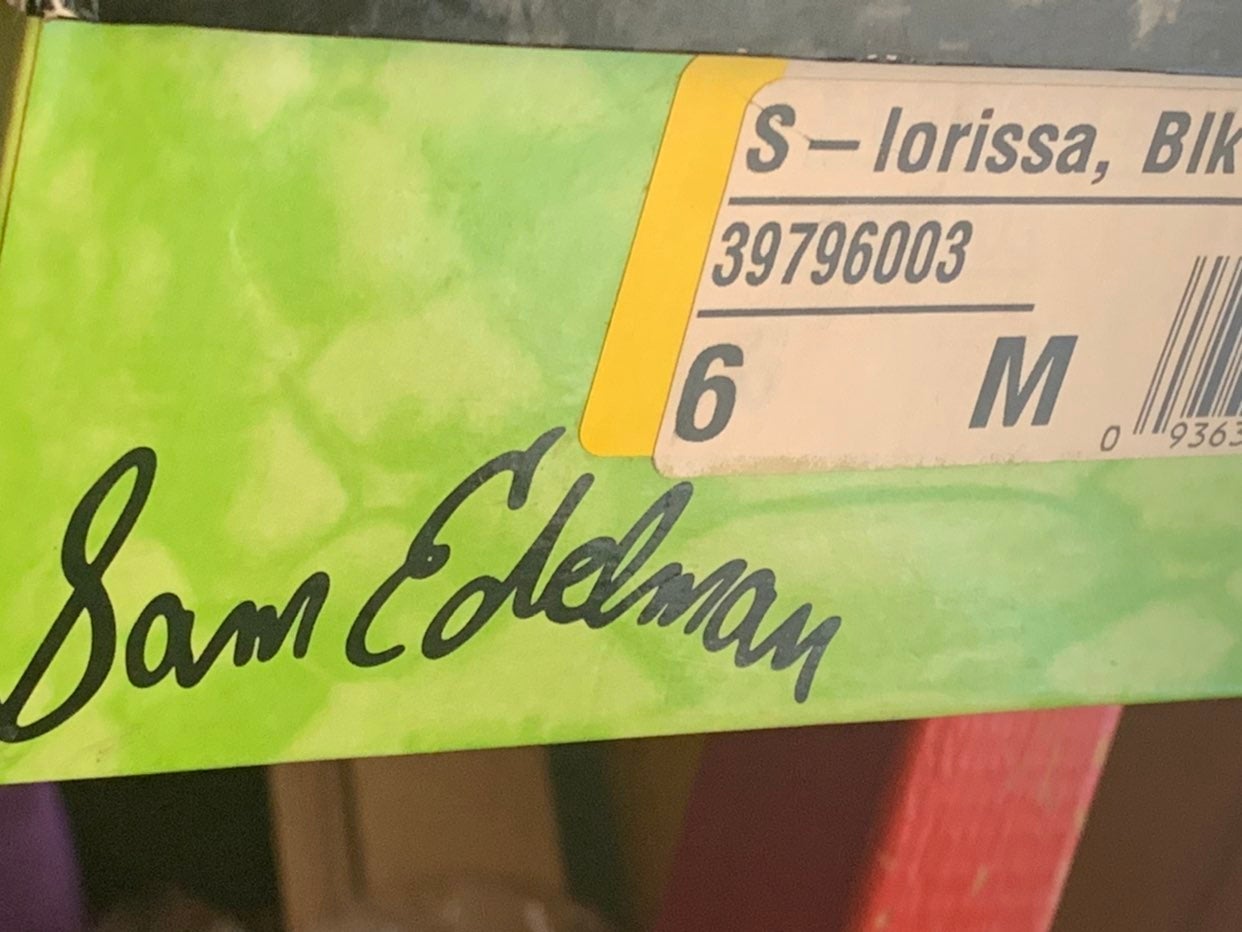 S – lorissa, Blk
39796003
6 M
0 9363
Sam Edelman